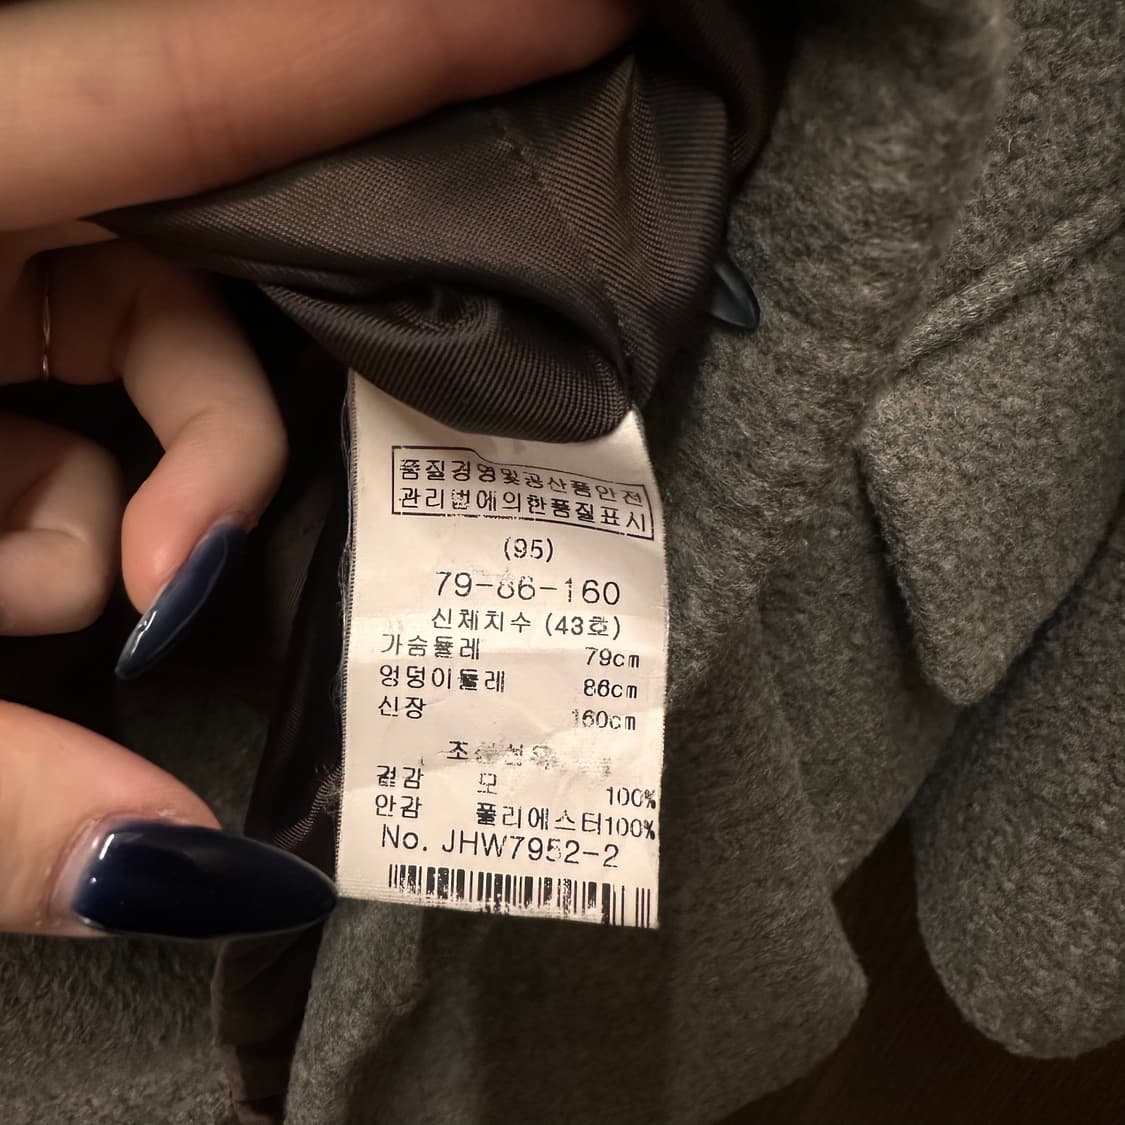 품질경영및공산품안전
관리법에의한품질표시
(95)
79-86-160
신체치수 (43호)
가슴둘레 79cm
엉덩이둘레 86cm
신장 160cm
겉감 모 100%
안감 폴리에스터100%
No. JHW7952-2